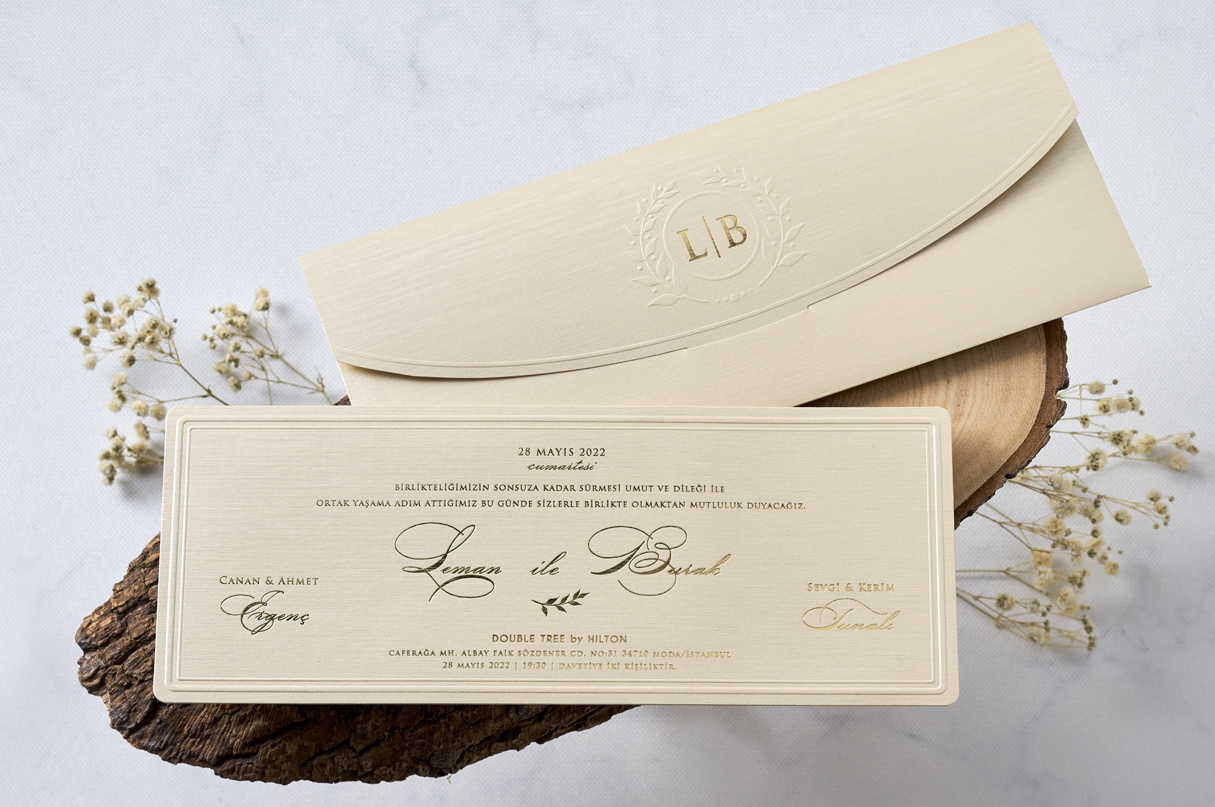 L|B
28 MAYIS 2022
cumartesi
BİRLİKTELİĞİMİZİN SONSUZA KADAR SÜRMESİ UMUT VE DİLEĞİ İLE
ORTAK YAŞAMA ADIM ATTIĞIMIZ BU GÜNDE SİZLERLE BİRLİKTE OLMAKTAN MUTLULUK DUYACAĞIZ.
Leman ile Burak
CANAN & AHMET
Ergenç
SEVGİ & KERİM
Tunalı
DOUBLE TREE by HILTON
CAFERAĞA MH. ALBAY FAİK SÖZDENER CD. NO:31 34710 MODA/İSTANBUL
28 MAYIS 2022 | 19:30 | DAVETİYE İKİ KİŞİLİKTİR.